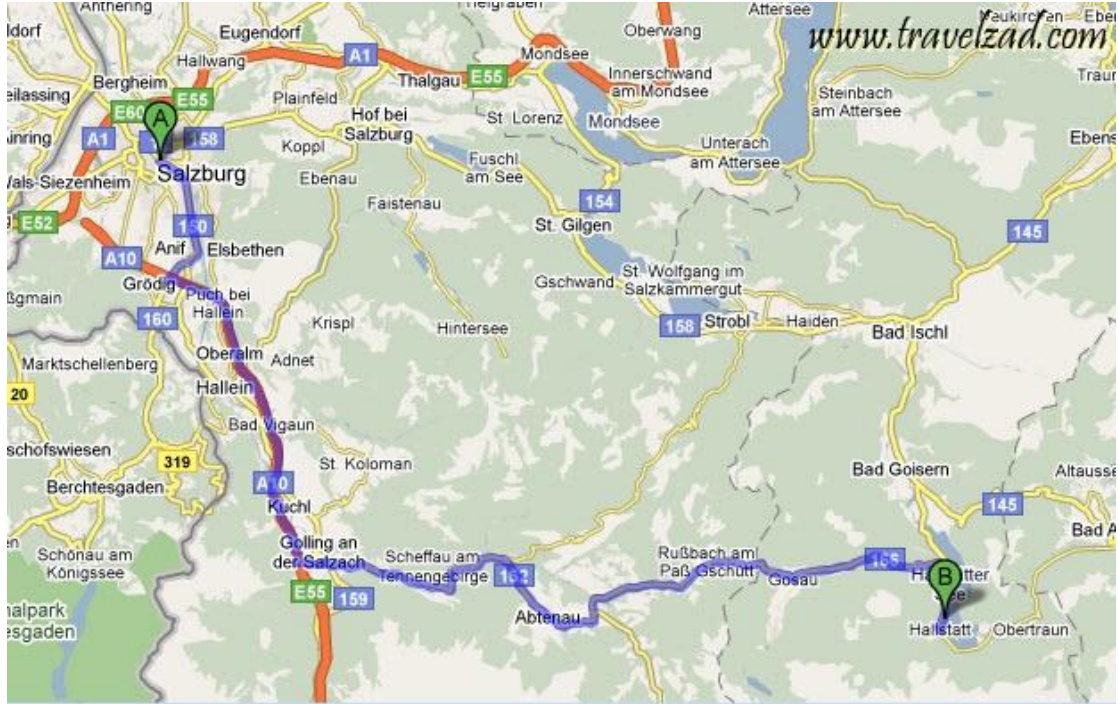 Anthering
Eugendorf
Hallwang
A1
Bergheim
E55
E60
Thalgau
E55
Mondsee
Oberwang
Attersee
www.travelzad.com
Innerschwand
am Mondsee
Steinbach
am Attersee
Plainfeld
A
A1
158
Hof bei
Salzburg
St. Lorenz
Mondsee
Unterach
am Attersee
Koppl
Salzburg
Wals-Siezenheim
Ebenau
Fuschl
am See
Faistenau
154
St. Gilgen
E52
150
145
Anif
Elsbethen
A10
Grödig
Puch bei
Hallein
Gschwand
St. Wolfgang im
Salzkammergut
160
Krispl
Hintersee
158
Strobl
Haiden
Bad Ischl
Marktschellenberg
Oberalm
Adnet
Hallein
20
Bad Vigaun
319
St. Koloman
Berchtesgaden
A10
Kuchl
Bad Goisern
145
Golling an
der Salzach
Scheffau am
Tennengebirge
162
Rußbach am
Paß Gschütt
Gosau
166
Schönau am
Königssee
E55
159
Abtenau
B
See
Hallstatt
Obertraun